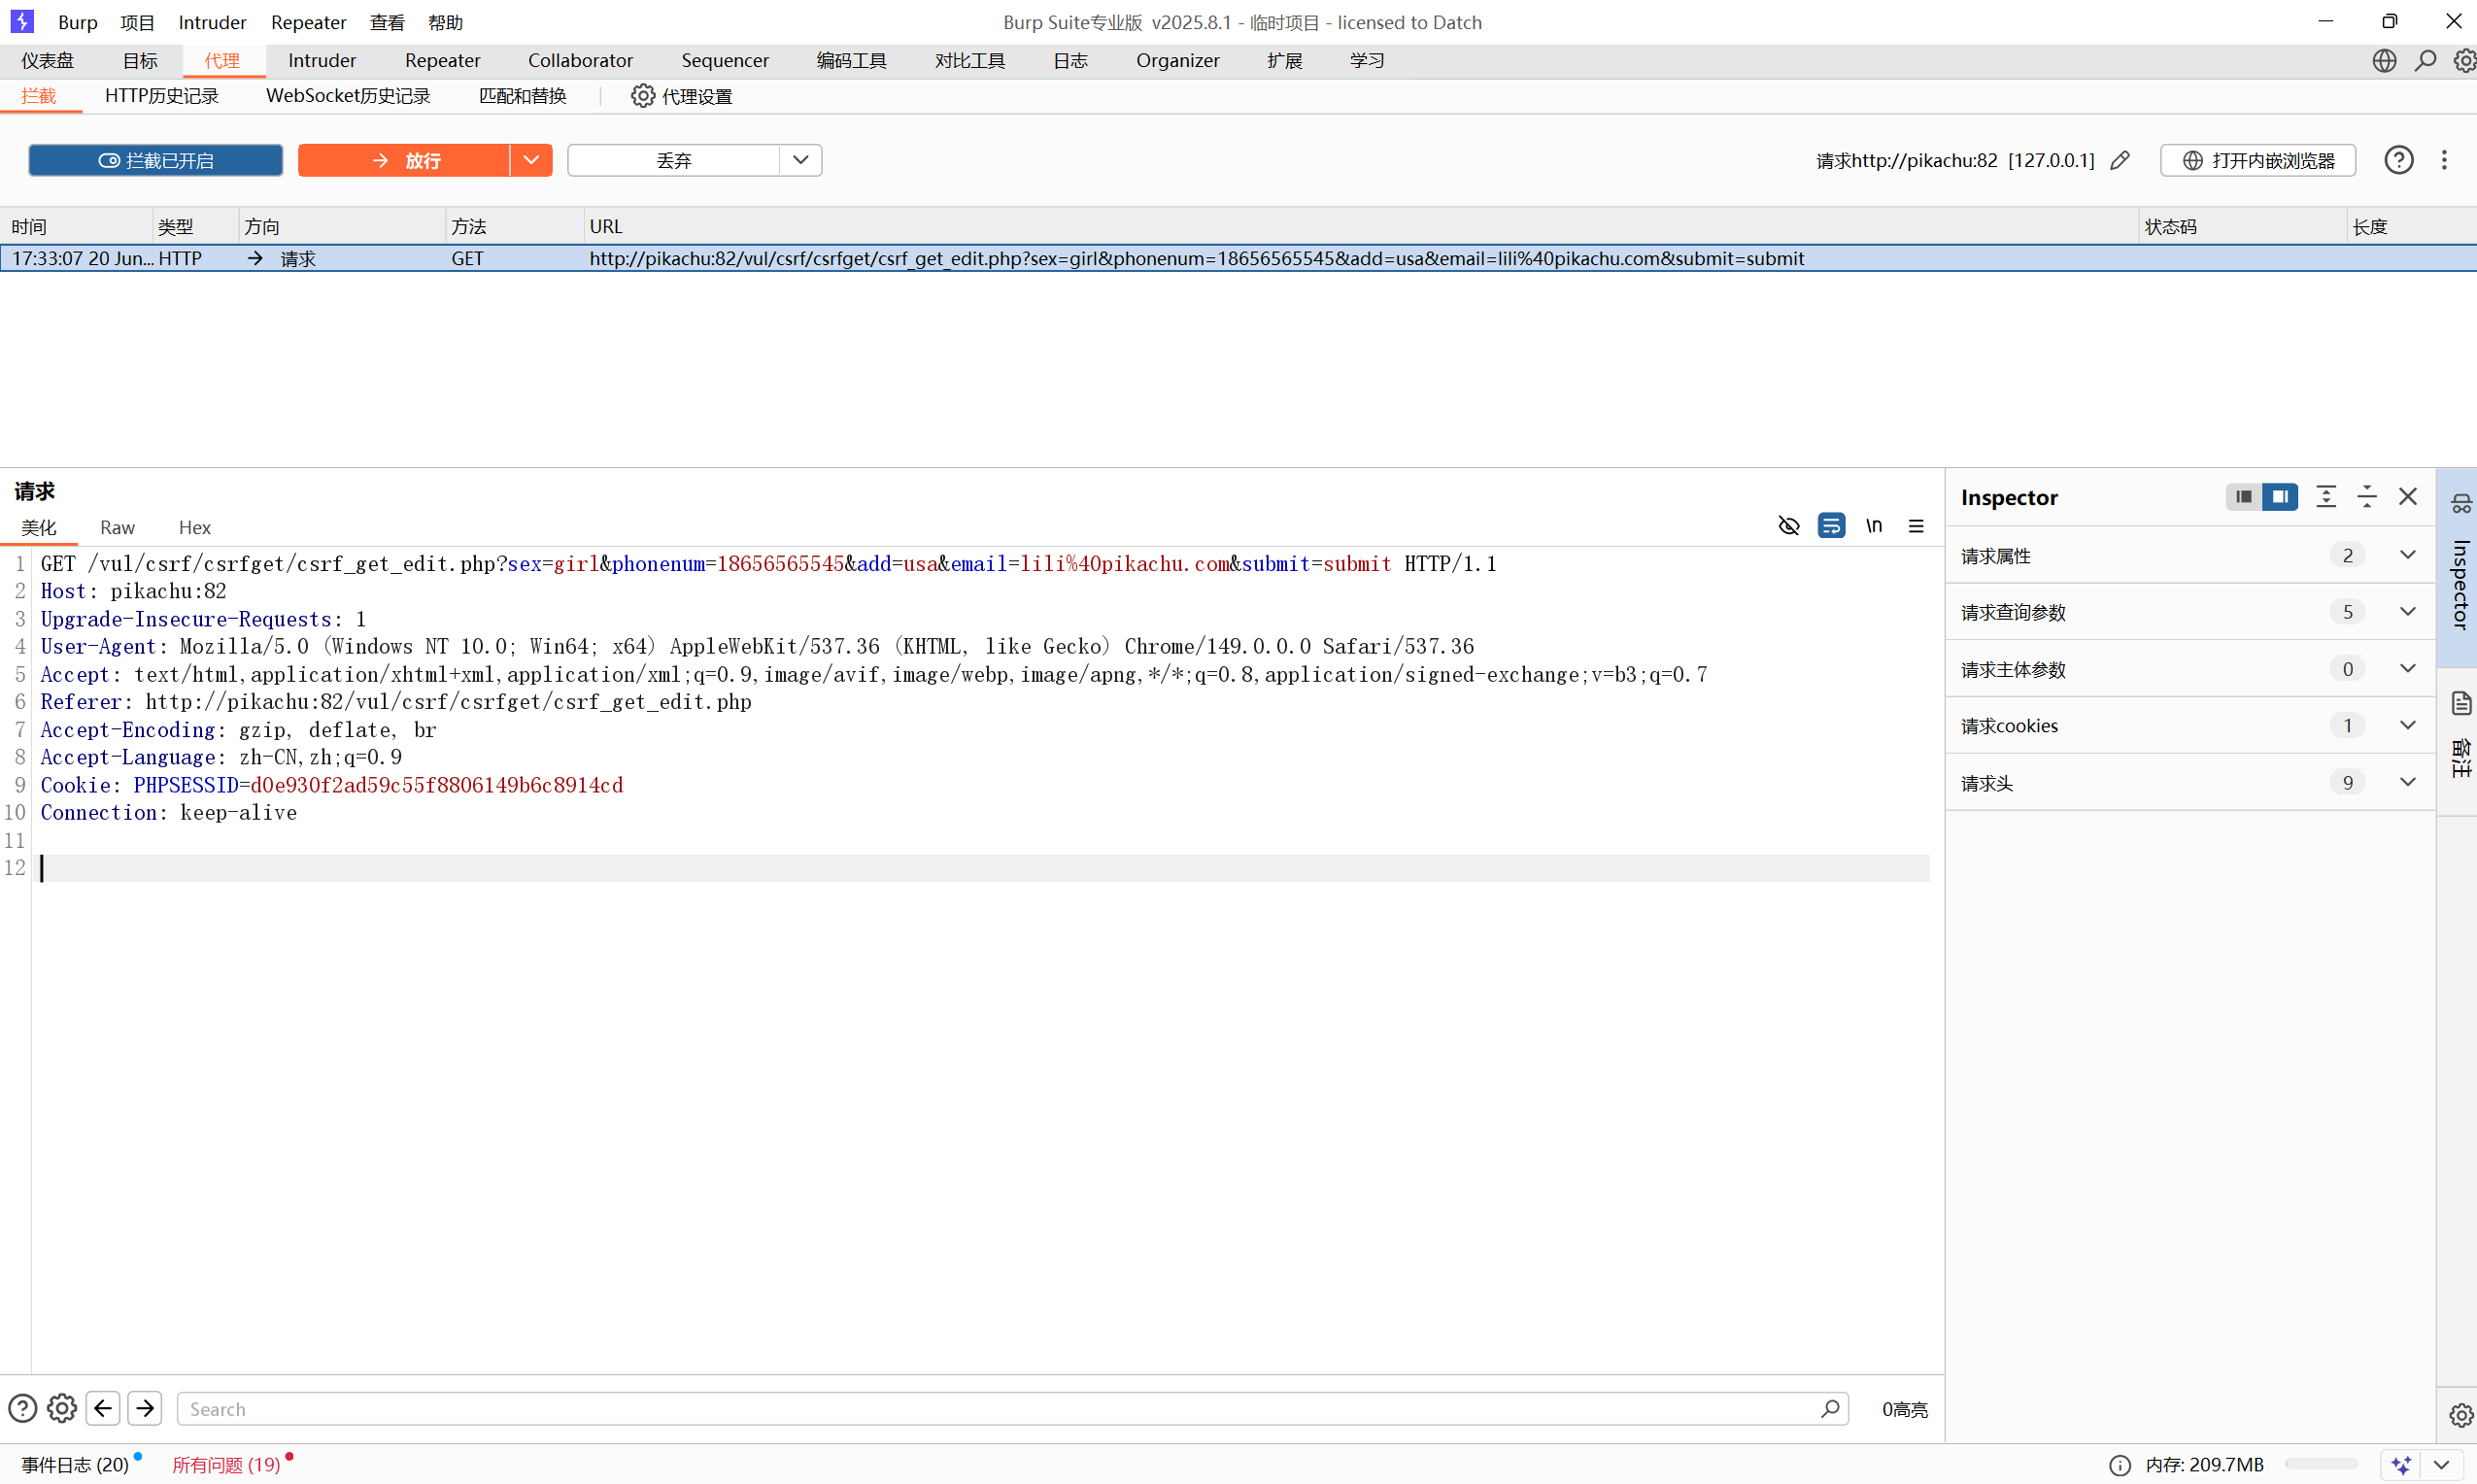 Burp 项目 Intruder Repeater 查看 帮助 Burp Suite专业版 v2025.8.1 - 临时项目 - licensed to Datch
仪表盘 目标 代理 Intruder Repeater Collaborator Sequencer 编码工具 对比工具 日志 Organizer 扩展 学习
拦截 HTTP历史记录 WebSocket历史记录 匹配和替换 代理设置
拦截已开启 放行 丢弃 请求http://pikachu:82 [127.0.0.1] 打开内嵌浏览器
时间 类型 方向 方法 URL 状态码 长度
17:33:07 20 Jun... HTTP 请求 GET http://pikachu:82/vul/csrf/csrfget/csrf_get_edit.php?sex=girl&phonenum=18656565545&add=usa&email=lili%40pikachu.com&submit=submit
请求
美化 Raw Hex \n
1 GET /vul/csrf/csrfget/csrf_get_edit.php?sex=girl&phonenum=18656565545&add=usa&email=lili%40pikachu.com&submit=submit HTTP/1.1
2 Host: pikachu:82
3 Upgrade-Insecure-Requests: 1
4 User-Agent: Mozilla/5.0 (Windows NT 10.0; Win64; x64) AppleWebKit/537.36 (KHTML, like Gecko) Chrome/149.0.0.0 Safari/537.36
5 Accept: text/html,application/xhtml+xml,application/xml;q=0.9,image/avif,image/webp,image/apng,*/*;q=0.8,application/signed-exchange;v=b3;q=0.7
6 Referer: http://pikachu:82/vul/csrf/csrfget/csrf_get_edit.php
7 Accept-Encoding: gzip, deflate, br
8 Accept-Language: zh-CN,zh;q=0.9
9 Cookie: PHPSESSID=d0e930f2ad59c55f8806149b6c8914cd
10 Connection: keep-alive
11
12
Inspector
请求属性 2
请求查询参数 5
请求主体参数 0
请求cookies 1
请求头 9
Inspector
备注
Search
0高亮
事件日志 (20) 所有问题 (19) 内存: 209.7MB